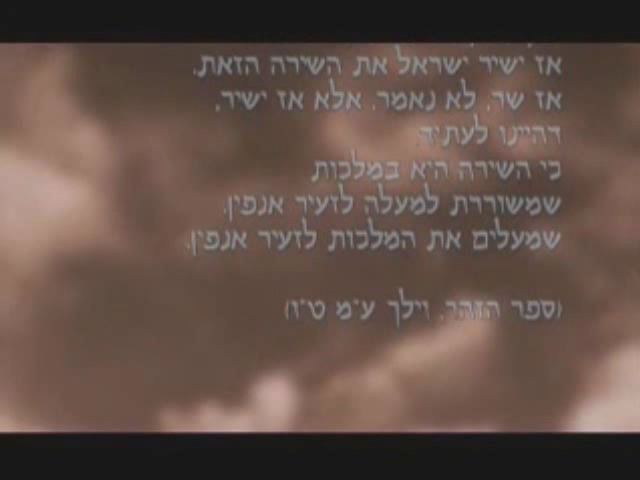 אז ישיר ישראל את השירה הזאת.
אז שר, לא נאמר, אלא אז ישיר,
דהיינו לעתיד.
כי השירה היא במלכות
שמשוררת למעלה לזעיר אנפין.
שמעלים את המלכות לזעיר אנפין.
(ספר הזהר, וילך ע"מ ט"ו)